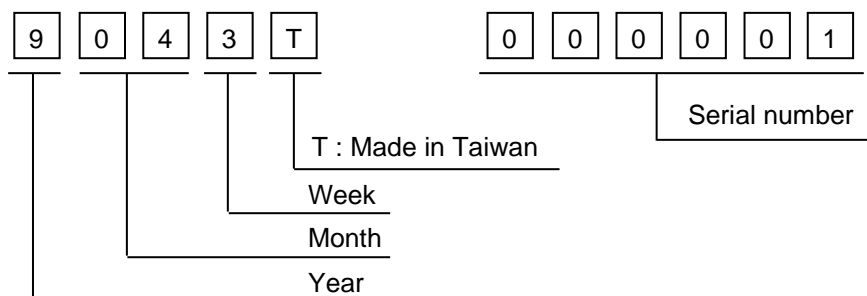 9 0 4 3 T 0 0 0 0 0 1
Serial number
T : Made in Taiwan
Week
Month
Year